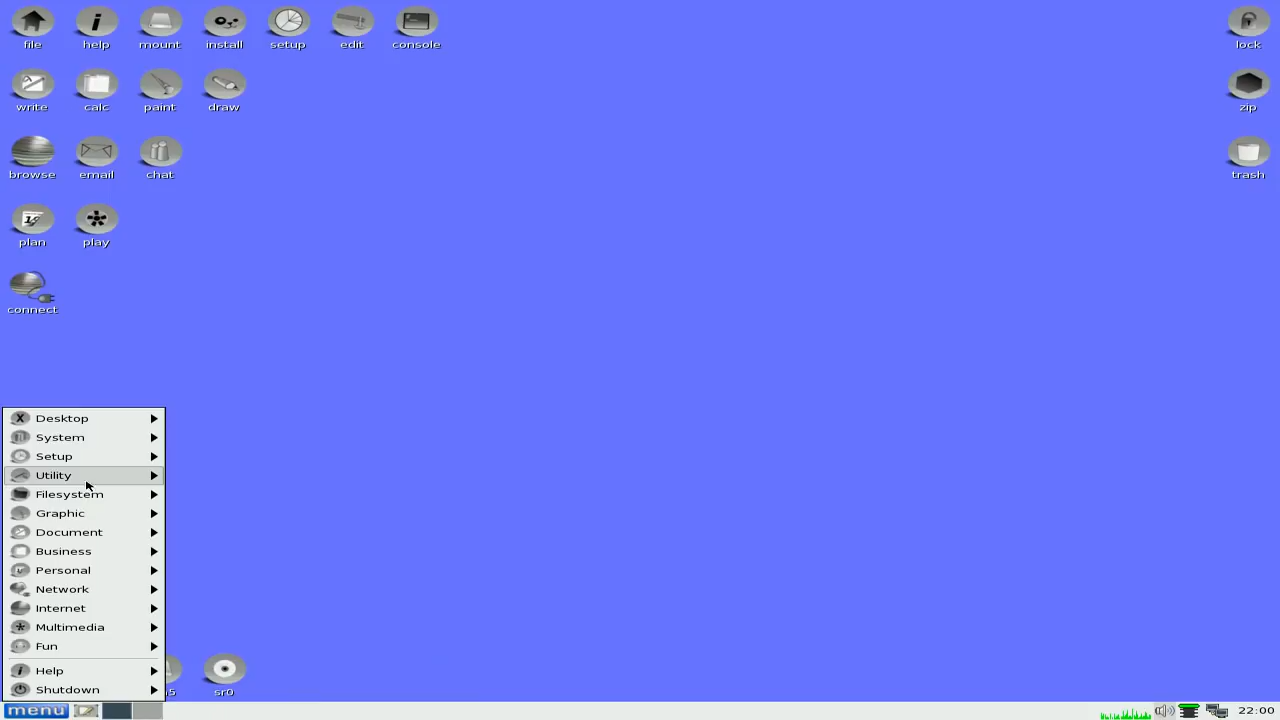 file help mount install setup edit console lock
write calc paint draw zip
browse email chat trash
plan play
connect
Desktop
System
Setup
Utility
Filesystem
Graphic
Document
Business
Personal
Network
Internet
Multimedia
Fun
Help
Shutdown
sr0
menu 22:00